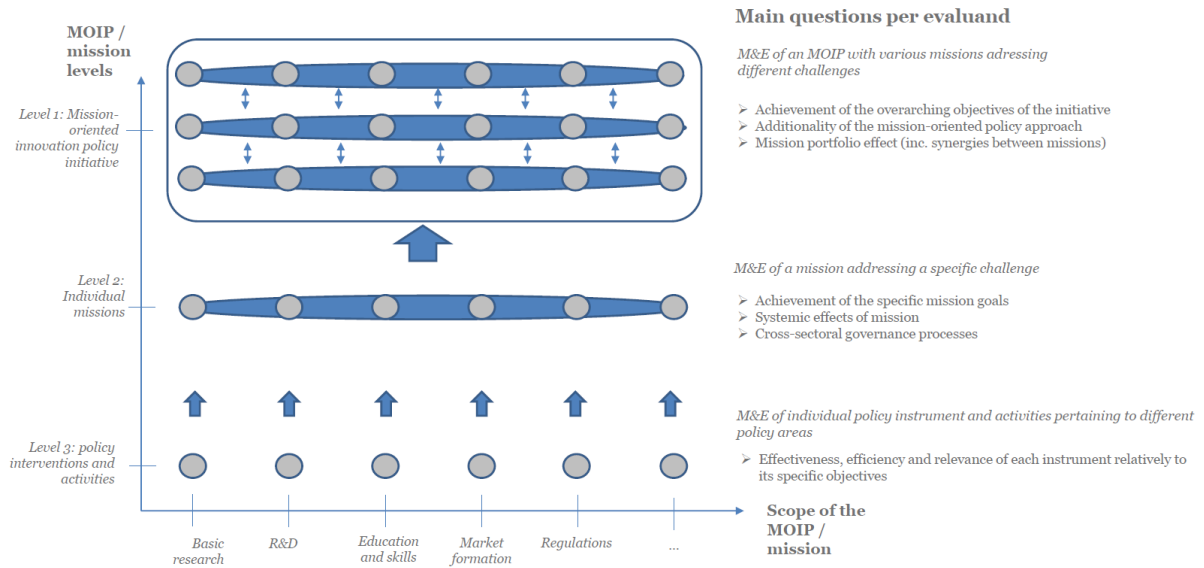 MOIP /
mission
levels
Level 1: Mission-
oriented
innovation policy
initiative
Level 2:
Individual
missions
Level 3: policy
interventions and
activities
Basic
research
R&D
Education
and skills
Market
formation
Regulations
...
Scope of the
MOIP /
mission
Main questions per evaluand
M&E of an MOIP with various missions adressing
different challenges
➢ Achievement of the overarching objectives of the initiative
➢ Additionality of the mission-oriented policy approach
➢ Mission portfolio effect (inc. synergies between missions)
M&E of a mission addressing a specific challenge
➢ Achievement of the specific mission goals
➢ Systemic effects of mission
➢ Cross-sectoral governance processes
M&E of individual policy instrument and activities pertaining to different
policy areas
➢ Effectiveness, efficiency and relevance of each instrument relatively to
its specific objectives